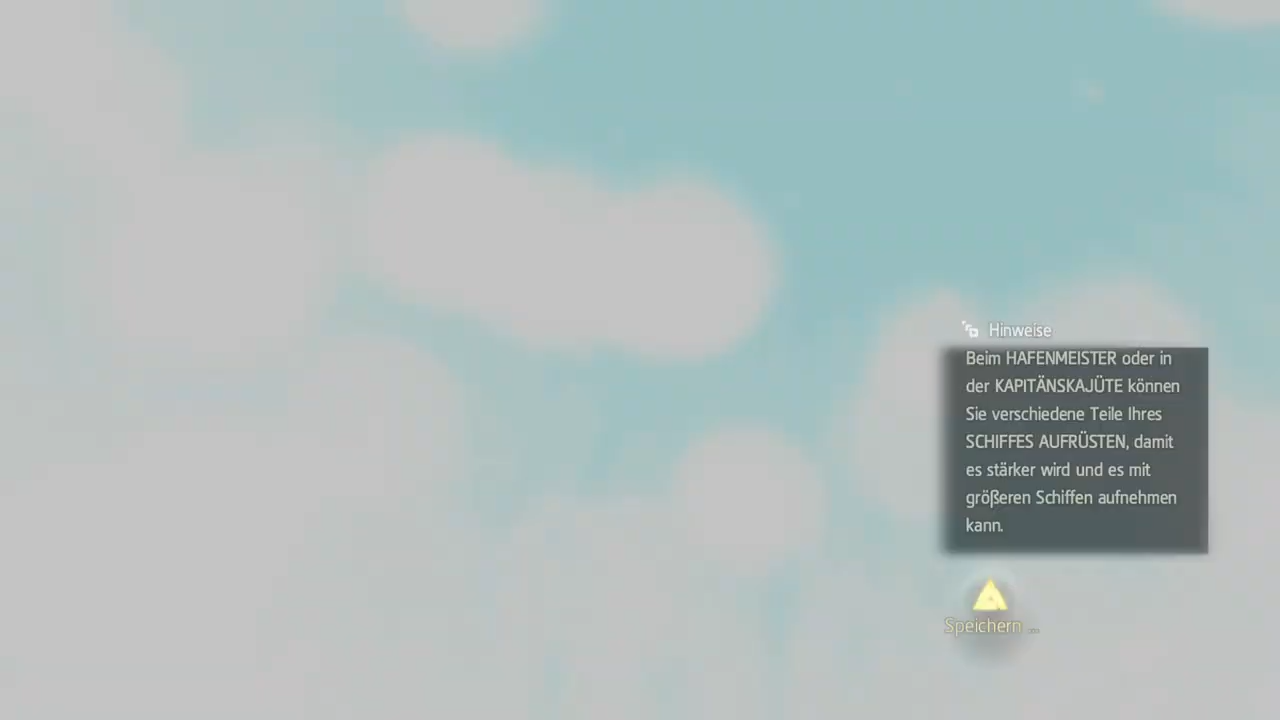 Hinweise
Beim HAFENMEISTER oder in
der KAPITÄNSKAJÜTE können
Sie verschiedene Teile Ihres
SCHIFFES AUFRÜSTEN, damit
es stärker wird und es mit
größeren Schiffen aufnehmen
kann.
Speichern ...